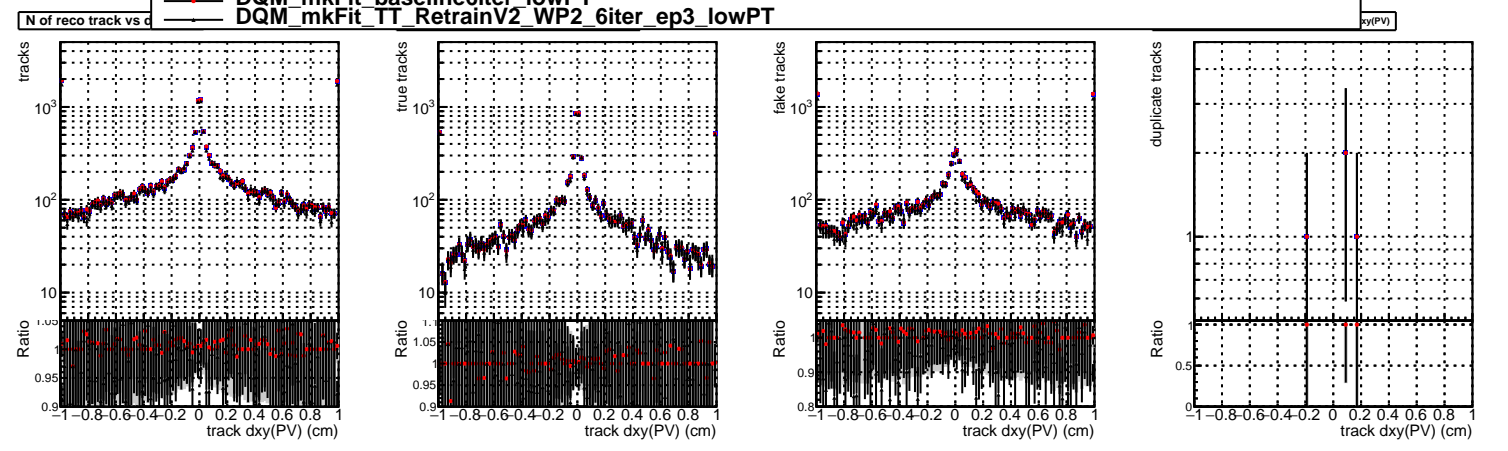 DQM_mkFit_TT_RetrainV2_WP2_6iter_ep3_lowPT
N of reco track vs d
xy(PV)
tracks
10³
10²
10
Ratio
1.05
0.95
0.9
−1 −0.8 −0.6 −0.4 −0.2 0 0.2 0.4 0.6 0.8 1
track dxy(PV) (cm)
true tracks
10³
10²
10
Ratio
1.1
1.05
1
0.95
0.9
−1 −0.8 −0.6 −0.4 −0.2 0 0.2 0.4 0.6 0.8 1
track dxy(PV) (cm)
fake tracks
10³
10²
10
Ratio
1
0.9
0.8
−1 −0.8 −0.6 −0.4 −0.2 0 0.2 0.4 0.6 0.8 1
track dxy(PV) (cm)
duplicate tracks
1
Ratio
1
0.5
0
−1 −0.8 −0.6 −0.4 −0.2 0 0.2 0.4 0.6 0.8 1
track dxy(PV) (cm)